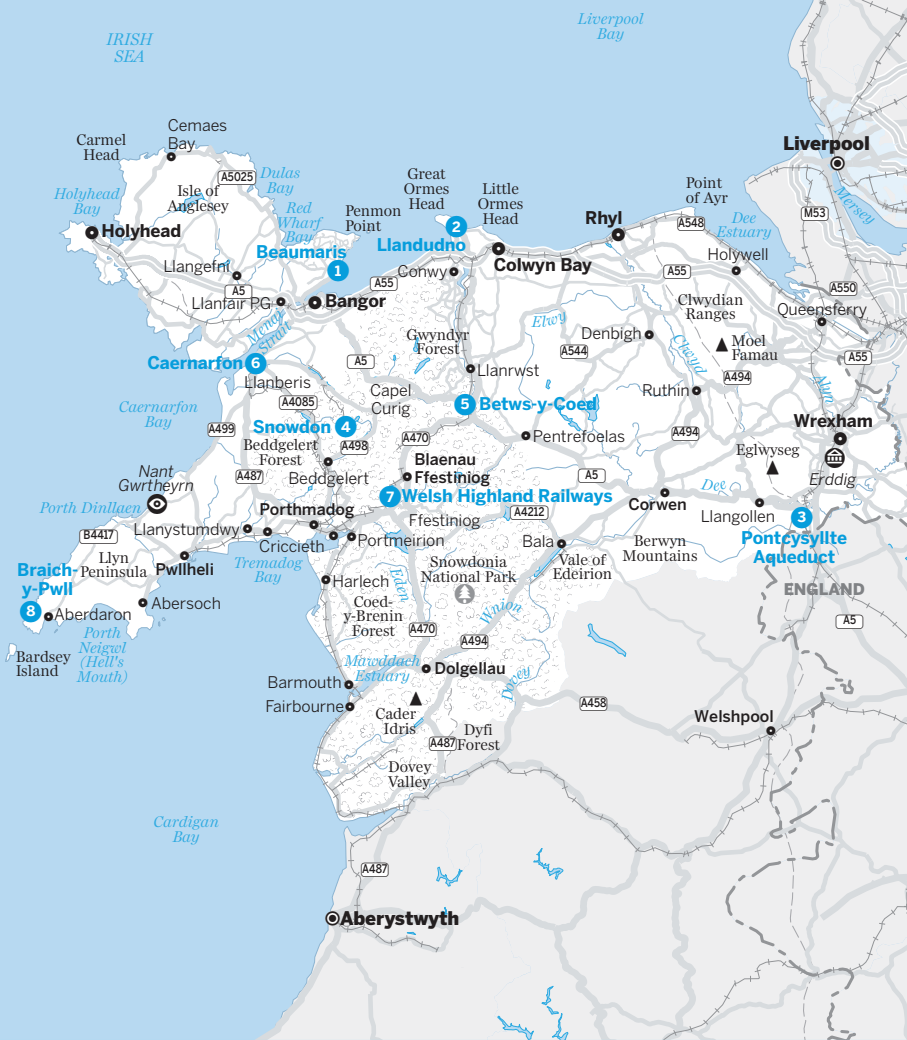 Liverpool
Bay
IRISH
SEA
Cemaes
Bay
Carmel
Head
Liverpool
A5025
Dulas
Bay
Great
Ormes
Head
Little
Ormes
Head
Point
of Ayr
Holyhead
Bay
Isle of
Anglesey
Red
Wharf
Bay
Penmon
Point
Rhyl
A548
Dee
Estuary
M53
Mersey
Holyhead
2
Llandudno
Beaumaris
1
Colwyn Bay
Holywell
Llangefni
Conwy
A55
A55
A550
A5
Llanfair PG
Bangor
Clwydian
Ranges
Queensferry
Menai
Strait
Gwyndyr
Forest
Elwy
Denbigh
Moel
Famau
A55
Caernarfon
6
A5
A544
Clwyd
Llanberis
Llanrwst
A494
Alyn
Capel
Curig
Ruthin
A4085
5
Betws-y-Coed
Caernarfon
Bay
A499
Snowdon
4
A498
A470
Pentrefoelas
A494
Wrexham
Beddgelert
Forest
Blaenau
Ffestiniog
Eglwyseg
Nant
Gwrtheyrn
A487
Beddgelert
A5
Erddig
7
Welsh Highland Railways
Dee
Porth Dinllaen
Porthmadog
Ffestiniog
A4212
Corwen
Llangollen
3
B4417
Llanystumdwy
Criccieth
Portmeirion
Bala
Pontcysyllte
Aqueduct
Llyn
Peninsula
Pwllheli
Tremadog
Bay
Snowdonia
National Park
Vale of
Edeirion
Berwyn
Mountains
Braich-
y-Pwll
Harlech
Eden
ENGLAND
8
Aberdaron
Abersoch
Coed-
y-Brenin
Forest
Wnion
A5
Porth
Neigwl
(Hell's
Mouth)
A470
A494
Bardsey
Island
Mawddach
Estuary
Dolgellau
Barmouth
Dovey
Fairbourne
Cader
Idris
A458
Welshpool
A487
Dyfi
Forest
Dovey
Valley
Cardigan
Bay
A487
Aberystwyth